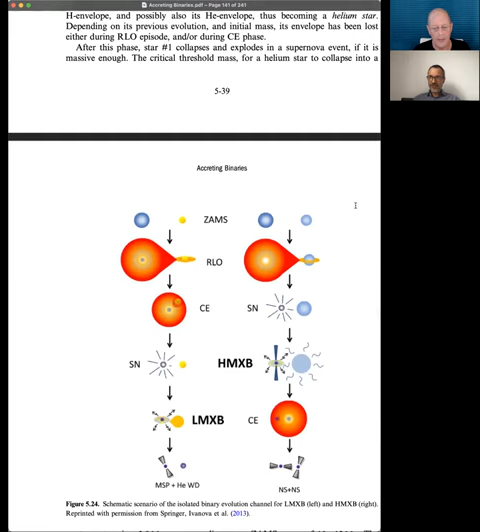 Accreting Binaries.pdf – Page 141 of 241
H-envelope, and possibly also its He-envelope, thus becoming a helium star.
Depending on its previous evolution, and initial mass, its envelope has been lost
either during RLO episode, and/or during CE phase.
After this phase, star #1 collapses and explodes in a supernova event, if it is
massive enough. The critical threshold mass, for a helium star to collapse into a
5-39
Accreting Binaries
ZAMS
RLO
CE
SN
SN
HMXB
LMXB
CE
MSP + He WD
NS+NS
Figure 5.24. Schematic scenario of the isolated binary evolution channel for LMXB (left) and HMXB (right).
Reprinted with permission from Springer, Ivanova et al. (2013).